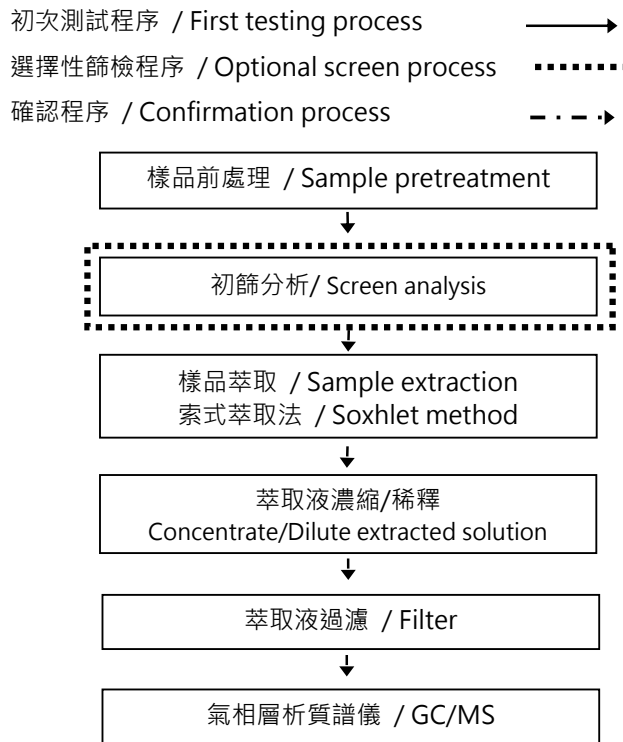 初次測試程序 / First testing process
選擇性篩檢程序 / Optional screen process
確認程序 / Confirmation process
樣品前處理 / Sample pretreatment
初篩分析/ Screen analysis
樣品萃取 / Sample extraction
索式萃取法 / Soxhlet method
萃取液濃縮/稀釋
Concentrate/Dilute extracted solution
萃取液過濾 / Filter
氣相層析質譜儀 / GC/MS